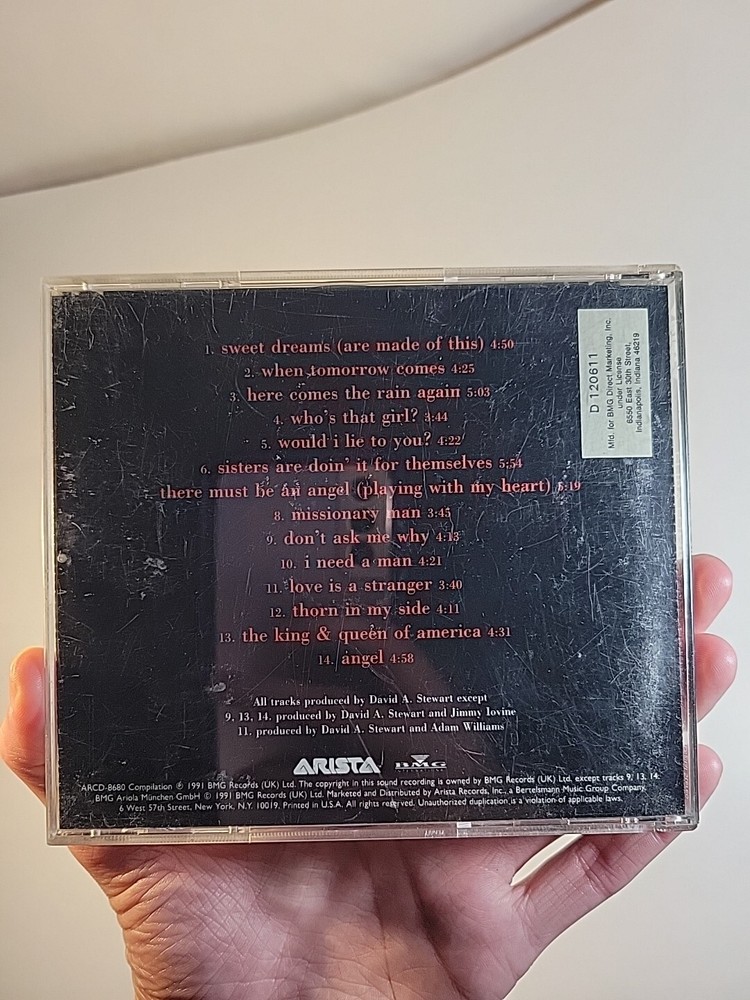 1. sweet dreams (are made of this) 4:50
2. when tomorrow comes 4:25
3. here comes the rain again 5:03
4. who's that girl? 3:44
5. would i lie to you? 4:22
6. sisters are doin' it for themselves 5:54
there must be an angel (playing with my heart) 5:19
8. missionary man 3:45
9. don't ask me why 4:13
10. i need a man 4:21
11. love is a stranger 3:40
12. thorn in my side 4:11
13. the king & queen of america 4:31
14. angel 4:58
All tracks produced by David A. Stewart except
9, 13, 14. produced by David A. Stewart and Jimmy Iovine
11. produced by David A. Stewart and Adam Williams
ARISTA BMG
ARCD-8680 Compilation ℗ 1991 BMG Records (UK) Ltd. The copyright in this sound recording is owned by BMG Records (UK) Ltd. except tracks 9, 13, 14.
BMG Ariola München GmbH © 1991 BMG Records (UK) Ltd. Marketed and Distributed by Arista Records, Inc., a Bertelsmann Music Group Company,
6 West 57th Street, New York, N.Y. 10019. Printed in U.S.A. All rights reserved. Unauthorized duplication is a violation of applicable laws.
D 120611
Mfd. for BMG Direct Marketing, Inc.
under License
6550 East 30th Street,
Indianapolis, Indiana 46219